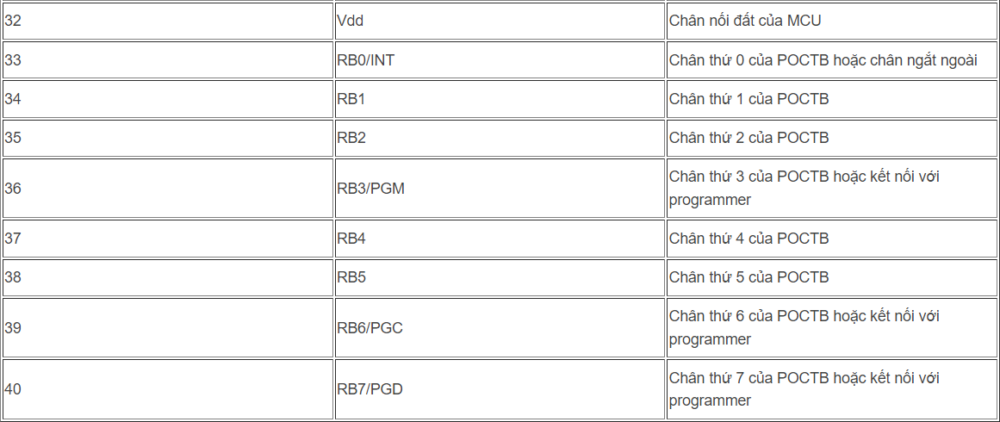 32 Vdd Chân nối đất của MCU
33 RB0/INT Chân thứ 0 của POCTB hoặc chân ngắt ngoài
34 RB1 Chân thứ 1 của POCTB
35 RB2 Chân thứ 2 của POCTB
36 RB3/PGM Chân thứ 3 của POCTB hoặc kết nối với
programmer
37 RB4 Chân thứ 4 của POCTB
38 RB5 Chân thứ 5 của POCTB
39 RB6/PGC Chân thứ 6 của POCTB hoặc kết nối với
programmer
40 RB7/PGD Chân thứ 7 của POCTB hoặc kết nối với
programmer